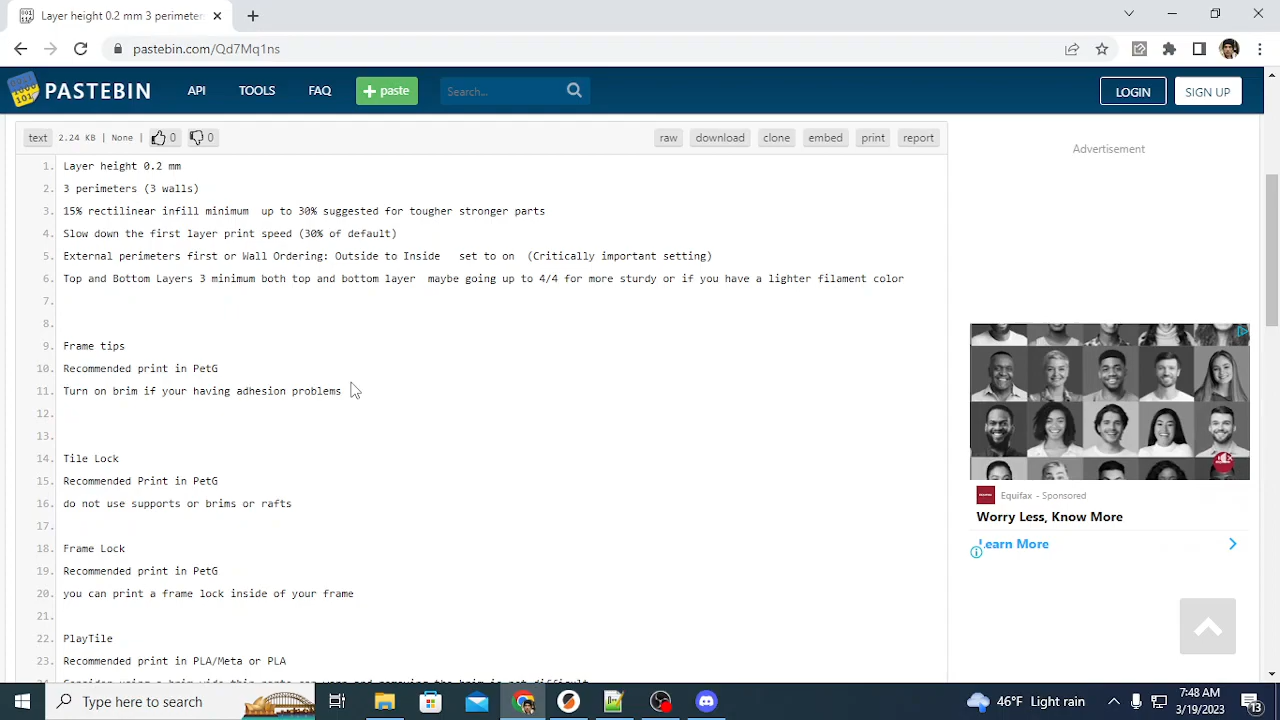 Layer height 0.2 mm 3 perimete
pastebin.com/Qd7Mq1ns
PASTEBIN
API
TOOLS
FAQ
+ paste
Search...
LOGIN
SIGN UP
text 2.24 KB | None | 0 0
raw download clone embed print report
Advertisement
1. Layer height 0.2 mm
2. 3 perimeters (3 walls)
3. 15% rectilinear infill minimum  up to 30% suggested for tougher stronger parts
4. Slow down the first layer print speed (30% of default)
5. External perimeters first or Wall Ordering: Outside to Inside   set to on  (Critically important setting)
6. Top and Bottom Layers 3 minimum both top and bottom layer  maybe going up to 4/4 for more sturdy or if you have a lighter filament color
7.
8.
9. Frame tips
10. Recommended print in PetG
11. Turn on brim if your having adhesion problems
12.
13.
14. Tile Lock
15. Recommended Print in PetG
16. do not use supports or brims or rafts
17.
18. Frame Lock
19. Recommended print in PetG
20. you can print a frame lock inside of your frame
21.
22. PlayTile
23. Recommended print in PLA/Meta or PLA
Equifax - Sponsored
Worry Less, Know More
Learn More
Type here to search
46°F Light rain
7:48 AM
3/19/2023
13